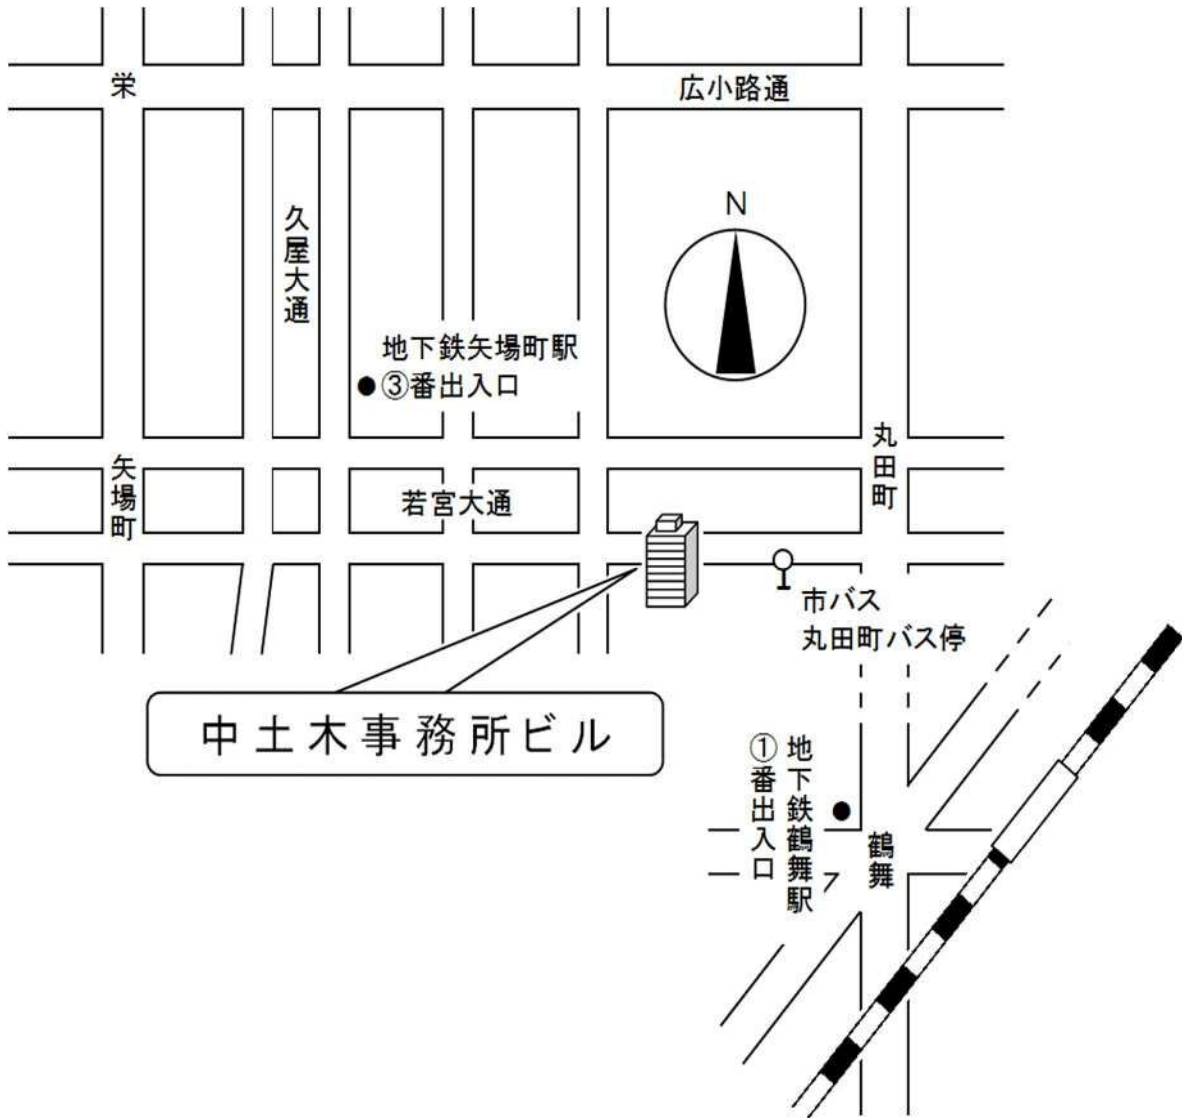 栄
広小路通
N
久屋大通
地下鉄矢場町駅
③番出入口
丸田町
矢場町
若宮大通
市バス
丸田町バス停
中土木事務所ビル
地下鉄鶴舞駅
①番出入口
鶴舞